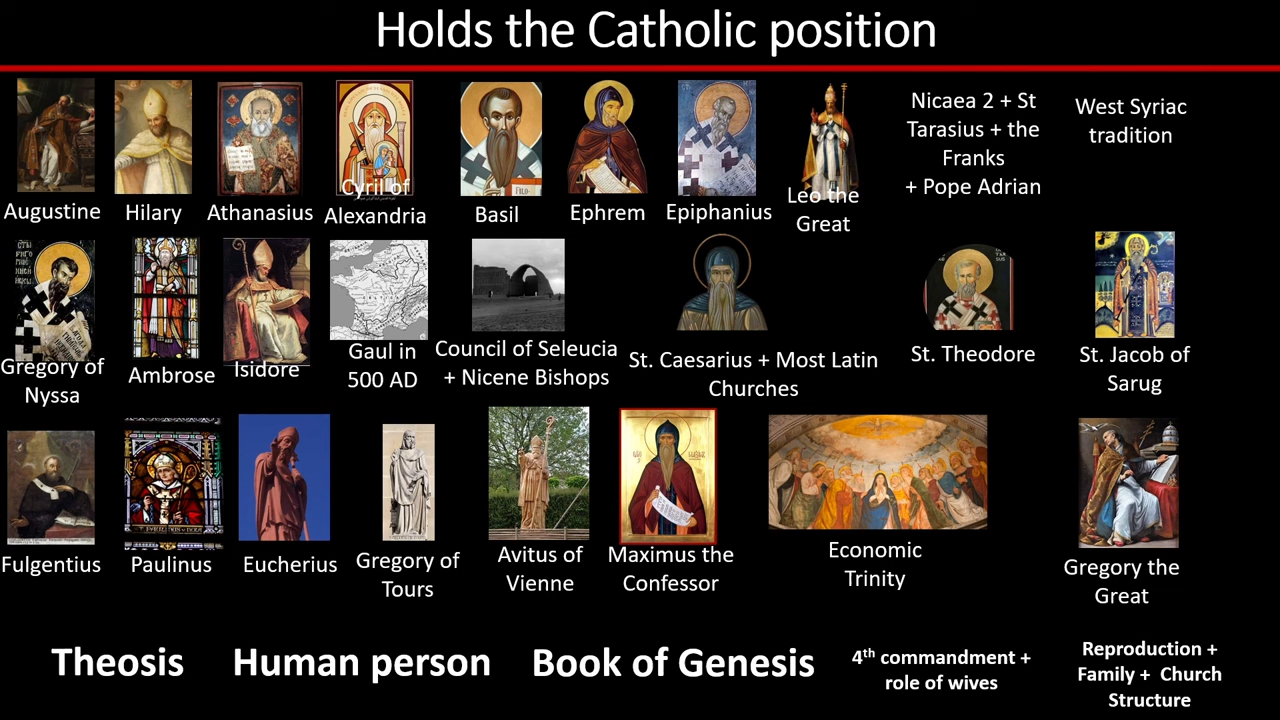 Holds the Catholic position
Augustine
Hilary
Athanasius
Cyril of
Alexandria
Basil
Ephrem
Epiphanius
Leo the
Great
Nicaea 2 + St
Tarasius + the
Franks
+ Pope Adrian
West Syriac
tradition
Gregory of
Nyssa
Ambrose
Isidore
Gaul in
500 AD
Council of Seleucia
+ Nicene Bishops
St. Caesarius + Most Latin
Churches
St. Theodore
St. Jacob of
Sarug
Fulgentius
Paulinus
Eucherius
Gregory of
Tours
Avitus of
Vienne
Maximus the
Confessor
Economic
Trinity
Gregory the
Great
Theosis
Human person
Book of Genesis
4th commandment +
role of wives
Reproduction +
Family + Church
Structure